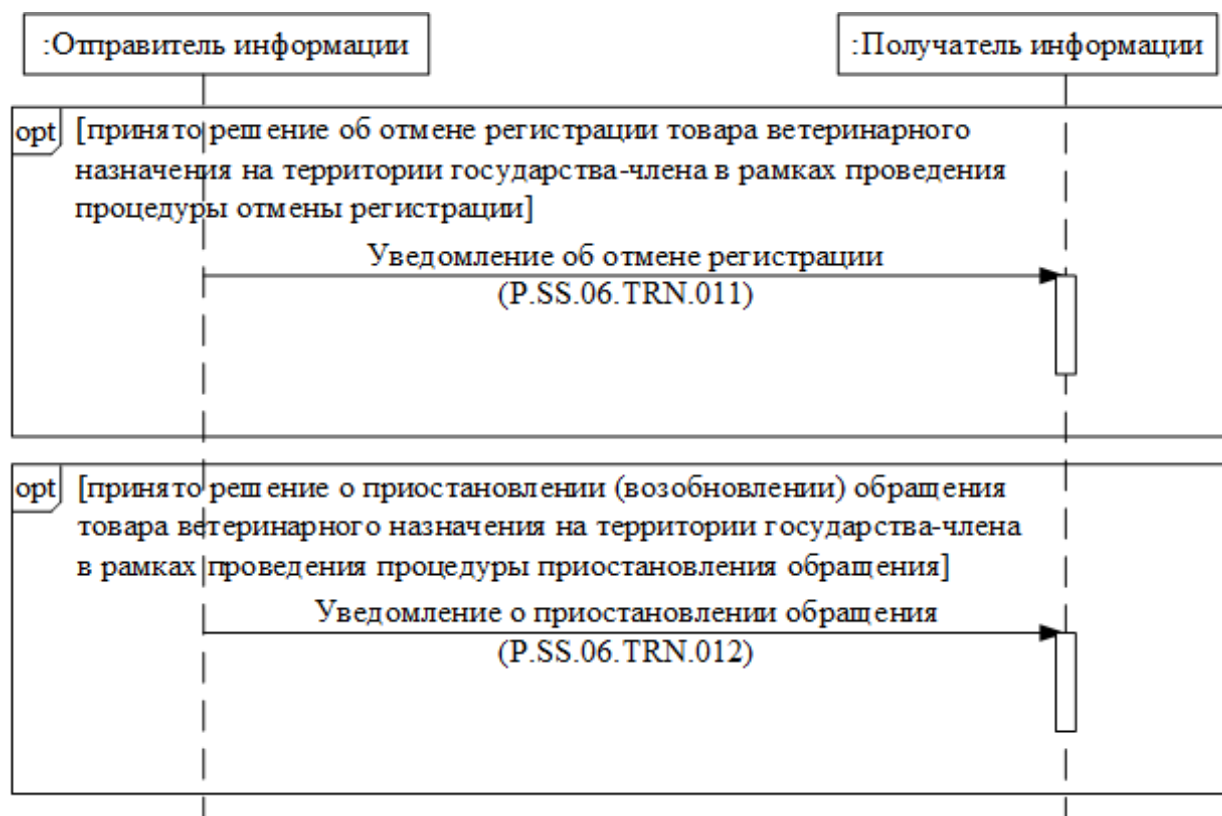 :Отправитель информации
:Получатель информации
opt
[принято решение об отмене регистрации товара ветеринарного
назначения на территории государства-члена в рамках проведения
процедуры отмены регистрации]
Уведомление об отмене регистрации
(P.SS.06.TRN.011)
opt
[принято решение о приостановлении (возобновлении) обращения
товара ветеринарного назначения на территории государства-члена
в рамках проведения процедуры приостановления обращения]
Уведомление о приостановлении обращения
(P.SS.06.TRN.012)